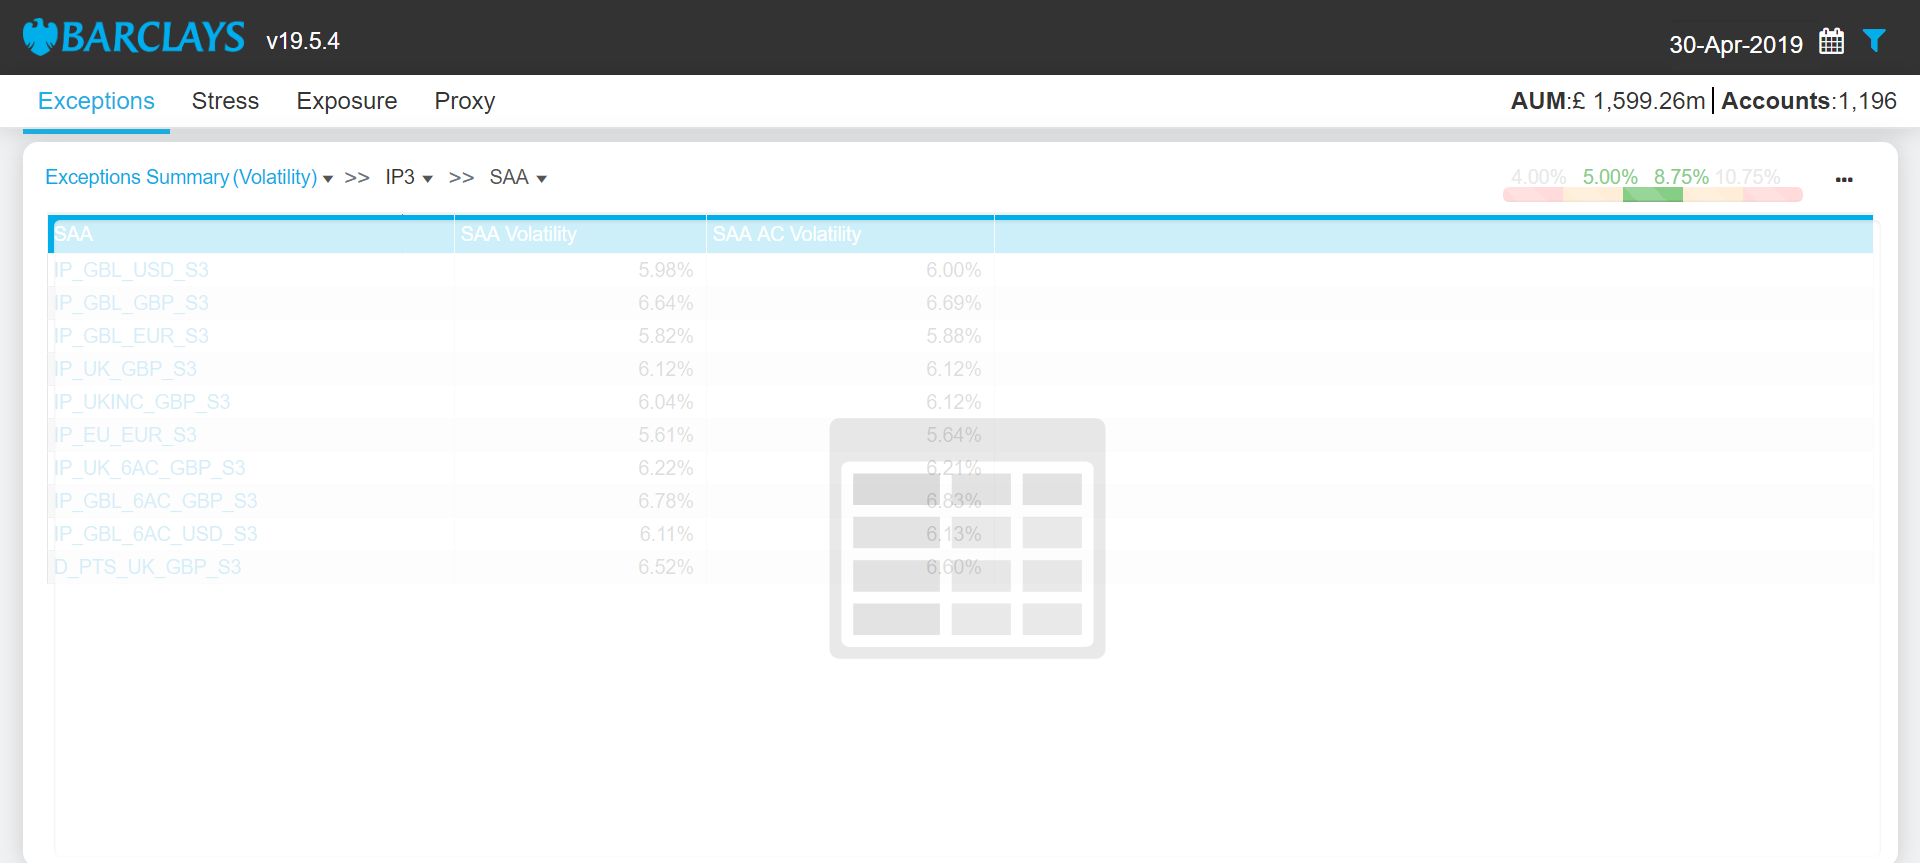 BARCLAYS v19.5.4 30-Apr-2019
Exceptions Stress Exposure Proxy AUM:£ 1,599.26m Accounts:1,196
Exceptions Summary (Volatility) >> IP3 >> SAA 4.00% 5.00% 8.75% 10.75% ...
SAA SAA Volatility SAA AC Volatility
IP_GBL_USD_S3 5.98% 6.00%
IP_GBL_GBP_S3 6.64% 6.69%
IP_GBL_EUR_S3 5.82% 5.88%
IP_UK_GBP_S3 6.12% 6.12%
IP_UKINC_GBP_S3 6.04% 6.12%
IP_EU_EUR_S3 5.61% 5.64%
IP_UK_6AC_GBP_S3 6.22% 6.21%
IP_GBL_6AC_GBP_S3 6.78% 6.83%
IP_GBL_6AC_USD_S3 6.11% 6.13%
D_PTS_UK_GBP_S3 6.52% 6.60%